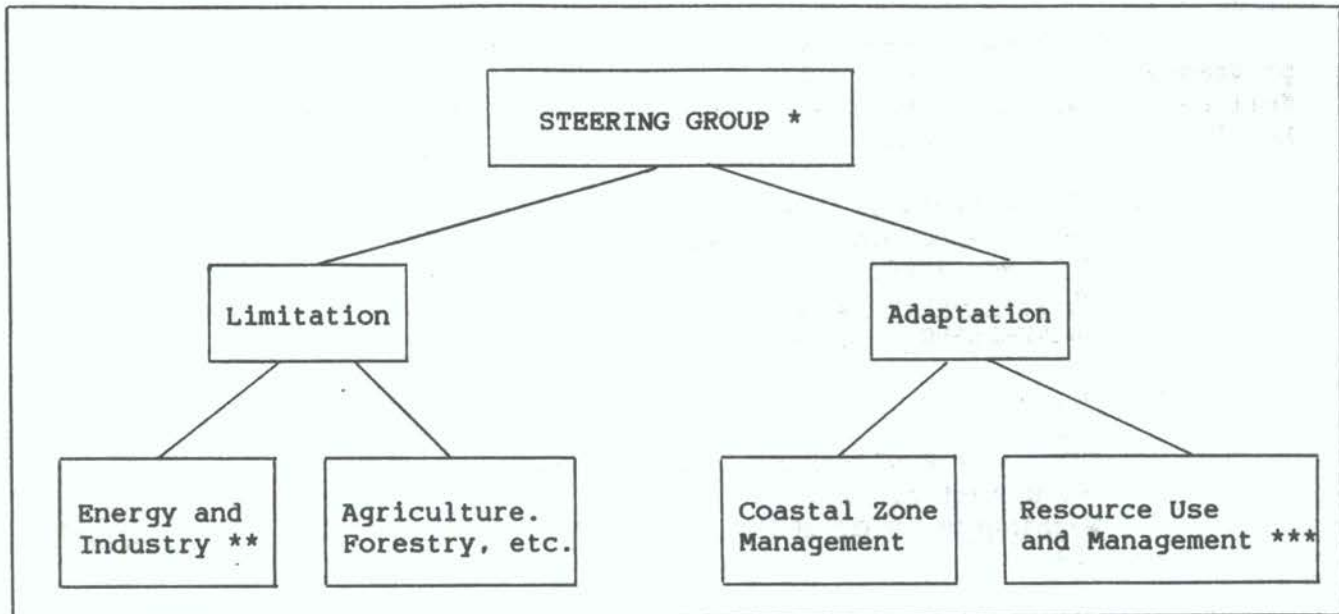 STEERING GROUP *
Limitation
Adaptation
Energy and
Industry **
Agriculture.
Forestry, etc.
Coastal Zone
Management
Resource Use
and Management ***